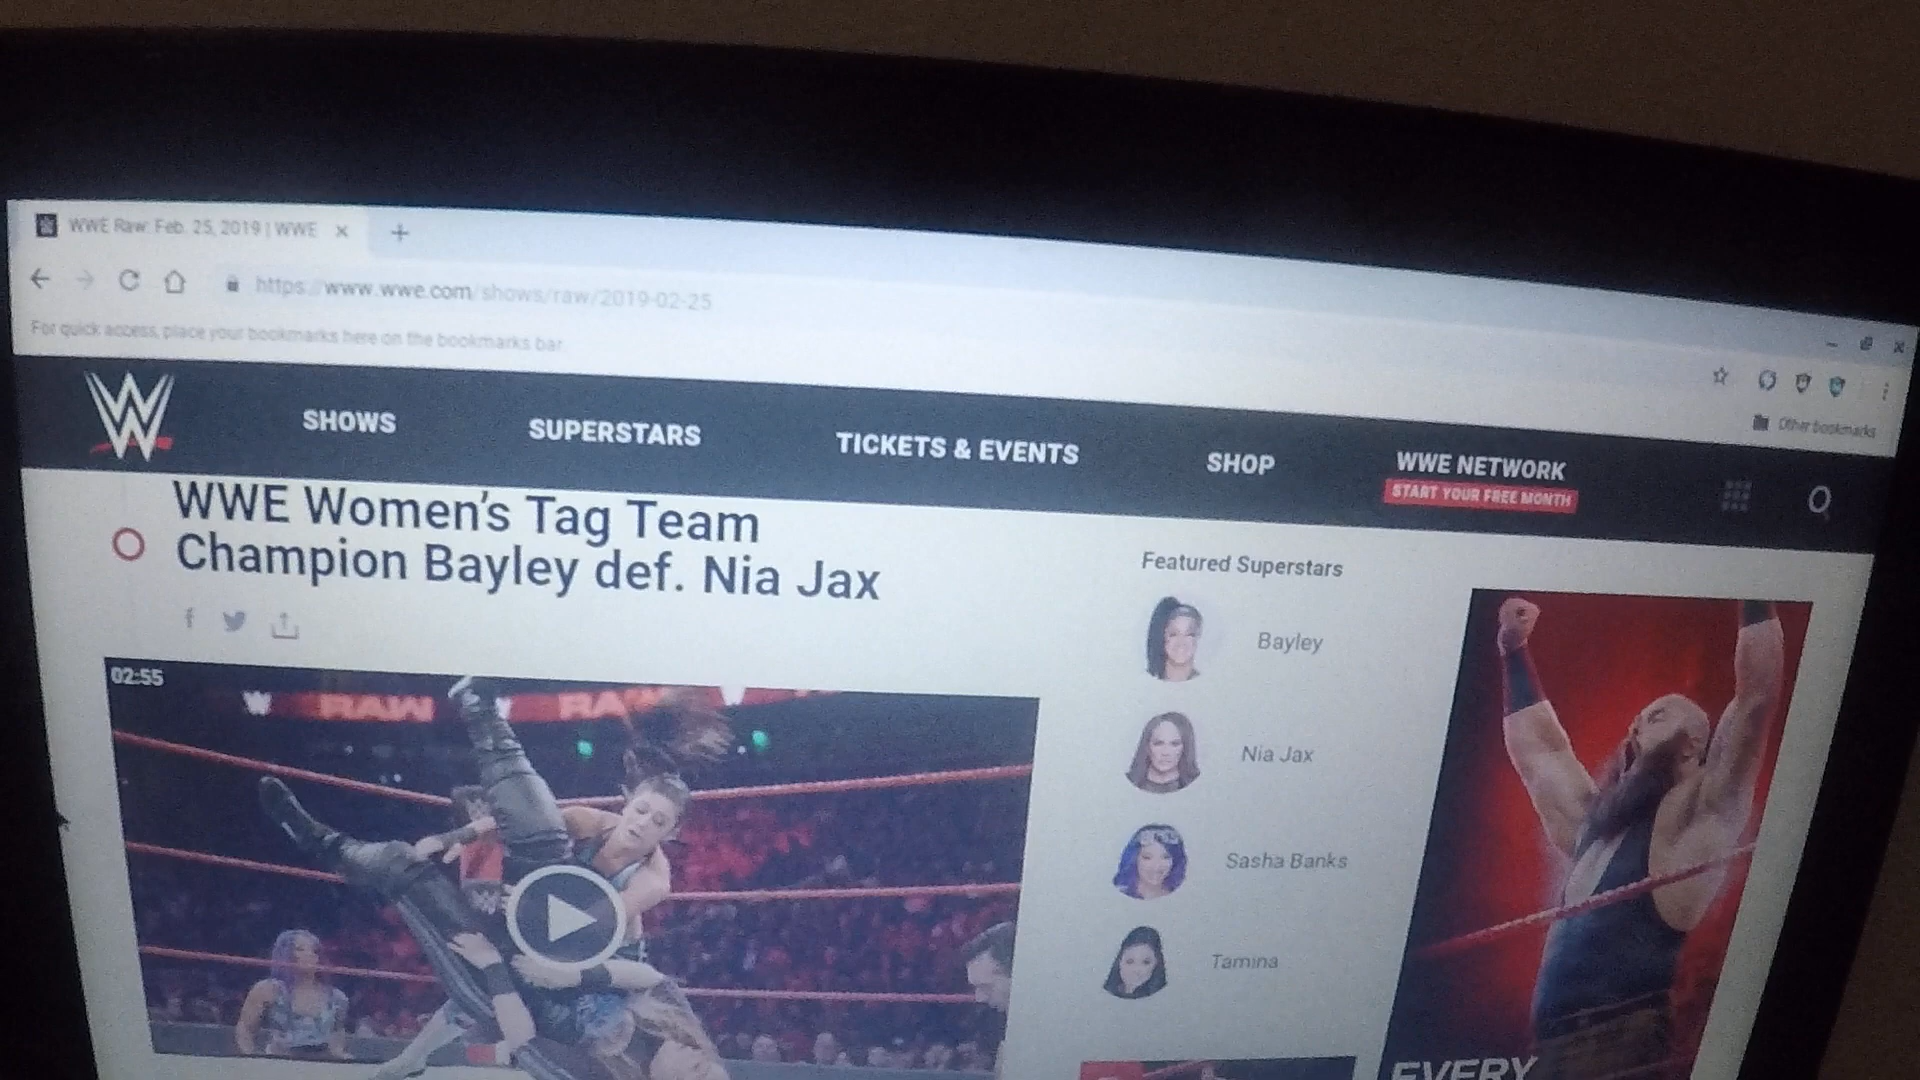 WWE Raw: Feb. 25, 2019 | WWE
https://www.wwe.com/shows/raw/2019-02-25
For quick access, place your bookmarks here on the bookmarks bar
Other bookmarks
W
SHOWS
SUPERSTARS
TICKETS & EVENTS
SHOP
WWE NETWORK
START YOUR FREE MONTH
WWE Women's Tag Team
Champion Bayley def. Nia Jax
02:55
RAW
RAW
Featured Superstars
Bayley
Nia Jax
Sasha Banks
Tamina
EVERY